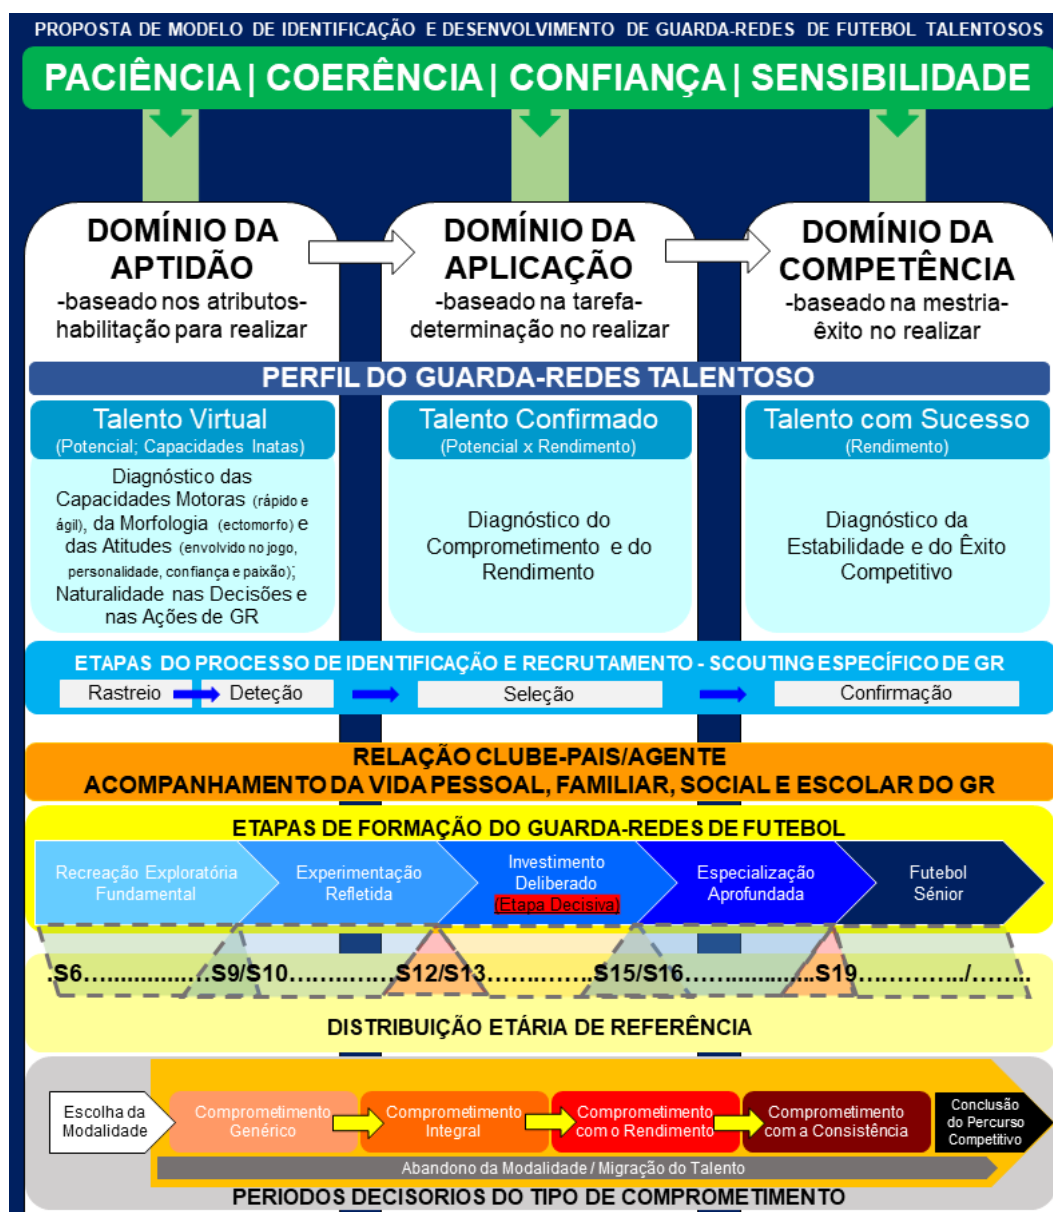 PROPOSTA DE MODELO DE IDENTIFICAÇÃO E DESENVOLVIMENTO DE GUARDA-REDES DE FUTEBOL TALENTOSOS
PACIÊNCIA | COERÊNCIA | CONFIANÇA | SENSIBILIDADE
DOMÍNIO DA
APTIDÃO
-baseado nos atributos-
habilitação para realizar
DOMÍNIO DA
APLICAÇÃO
-baseado na tarefa-
determinação no realizar
DOMÍNIO DA
COMPETÊNCIA
-baseado na mestria-
êxito no realizar
PERFIL DO GUARDA-REDES TALENTOSO
Talento Virtual
(Potencial; Capacidades Inatas)
Diagnóstico das
Capacidades Motoras (rápido e
ágil), da Morfologia (ectomorfo) e
das Atitudes (envolvido no jogo,
personalidade, confiança e paixão);
Naturalidade nas Decisões e
nas Ações de GR
Talento Confirmado
(Potencial x Rendimento)
Diagnóstico do
Comprometimento e do
Rendimento
Talento com Sucesso
(Rendimento)
Diagnóstico da
Estabilidade e do Êxito
Competitivo
ETAPAS DO PROCESSO DE IDENTIFICAÇÃO E RECRUTAMENTO - SCOUTING ESPECÍFICO DE GR
Rastreio
Deteção
Seleção
Confirmação
RELAÇÃO CLUBE-PAIS/AGENTE
ACOMPANHAMENTO DA VIDA PESSOAL, FAMILIAR, SOCIAL E ESCOLAR DO GR
ETAPAS DE FORMAÇÃO DO GUARDA-REDES DE FUTEBOL
Recreação Exploratória
Fundamental
Experimentação
Refletida
Investimento
Deliberado
(Etapa Decisiva)
Especialização
Aprofundada
Futebol
Sénior
.S6...................S9/S10................S12/S13................S15/S16..................S19............../........
DISTRIBUIÇÃO ETÁRIA DE REFERÊNCIA
Escolha da
Modalidade
Comprometimento
Genérico
Comprometimento
Integral
Comprometimento
com o Rendimento
Comprometimento
com a Consistência
Conclusão
do Percurso
Competitivo
Abandono da Modalidade / Migração do Talento
PERIODOS DECISORIOS DO TIPO DE COMPROMETIMENTO